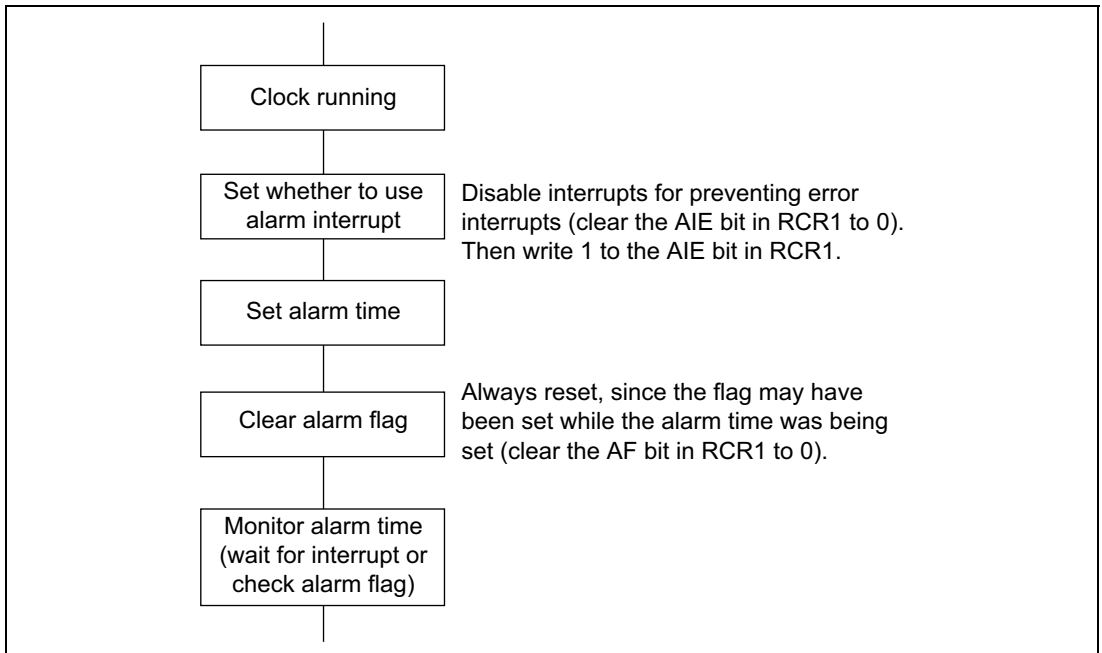 Clock running
Set whether to use
alarm interrupt
Disable interrupts for preventing error
interrupts (clear the AIE bit in RCR1 to 0).
Then write 1 to the AIE bit in RCR1.
Set alarm time
Clear alarm flag
Always reset, since the flag may have
been set while the alarm time was being
set (clear the AF bit in RCR1 to 0).
Monitor alarm time
(wait for interrupt or
check alarm flag)